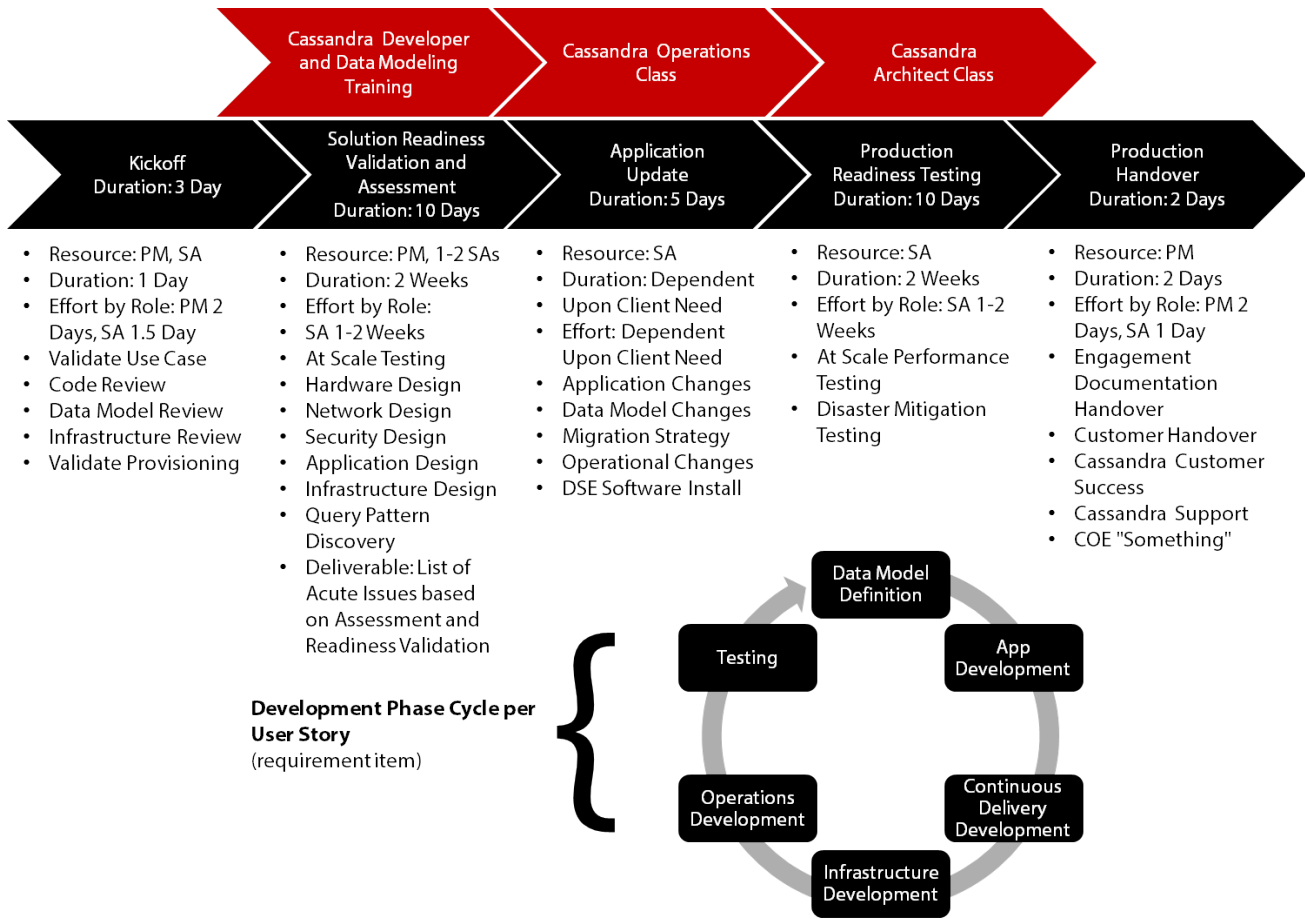 Cassandra Developer
and Data Modeling
Training
Cassandra Operations
Class
Cassandra
Architect Class
Kickoff
Duration: 3 Day
Solution Readiness
Validation and
Assessment
Duration: 10 Days
Application
Update
Duration: 5 Days
Production
Readiness Testing
Duration: 10 Days
Production
Handover
Duration: 2 Days
• Resource: PM, SA
• Duration: 1 Day
• Effort by Role: PM 2
Days, SA 1.5 Day
• Validate Use Case
• Code Review
• Data Model Review
• Infrastructure Review
• Validate Provisioning
• Resource: PM, 1-2 SAs
• Duration: 2 Weeks
• Effort by Role:
• SA 1-2 Weeks
• At Scale Testing
• Hardware Design
• Network Design
• Security Design
• Application Design
• Infrastructure Design
• Query Pattern
Discovery
• Deliverable: List of
Acute Issues based
on Assessment and
Readiness Validation
• Resource: SA
• Duration: Dependent
• Upon Client Need
• Effort: Dependent
Upon Client Need
• Application Changes
• Data Model Changes
• Migration Strategy
• Operational Changes
• DSE Software Install
• Resource: SA
• Duration: 2 Weeks
• Effort by Role: SA 1-2
Weeks
• At Scale Performance
Testing
• Disaster Mitigation
Testing
• Resource: PM
• Duration: 2 Days
• Effort by Role: PM 2
Days, SA 1 Day
• Engagement
Documentation
Handover
• Customer Handover
• Cassandra Customer
Success
• Cassandra Support
• COE "Something"
Development Phase Cycle per
User Story
(requirement item)
{
Data Model
Definition
App
Development
Continuous
Delivery
Development
Infrastructure
Development
Operations
Development
Testing